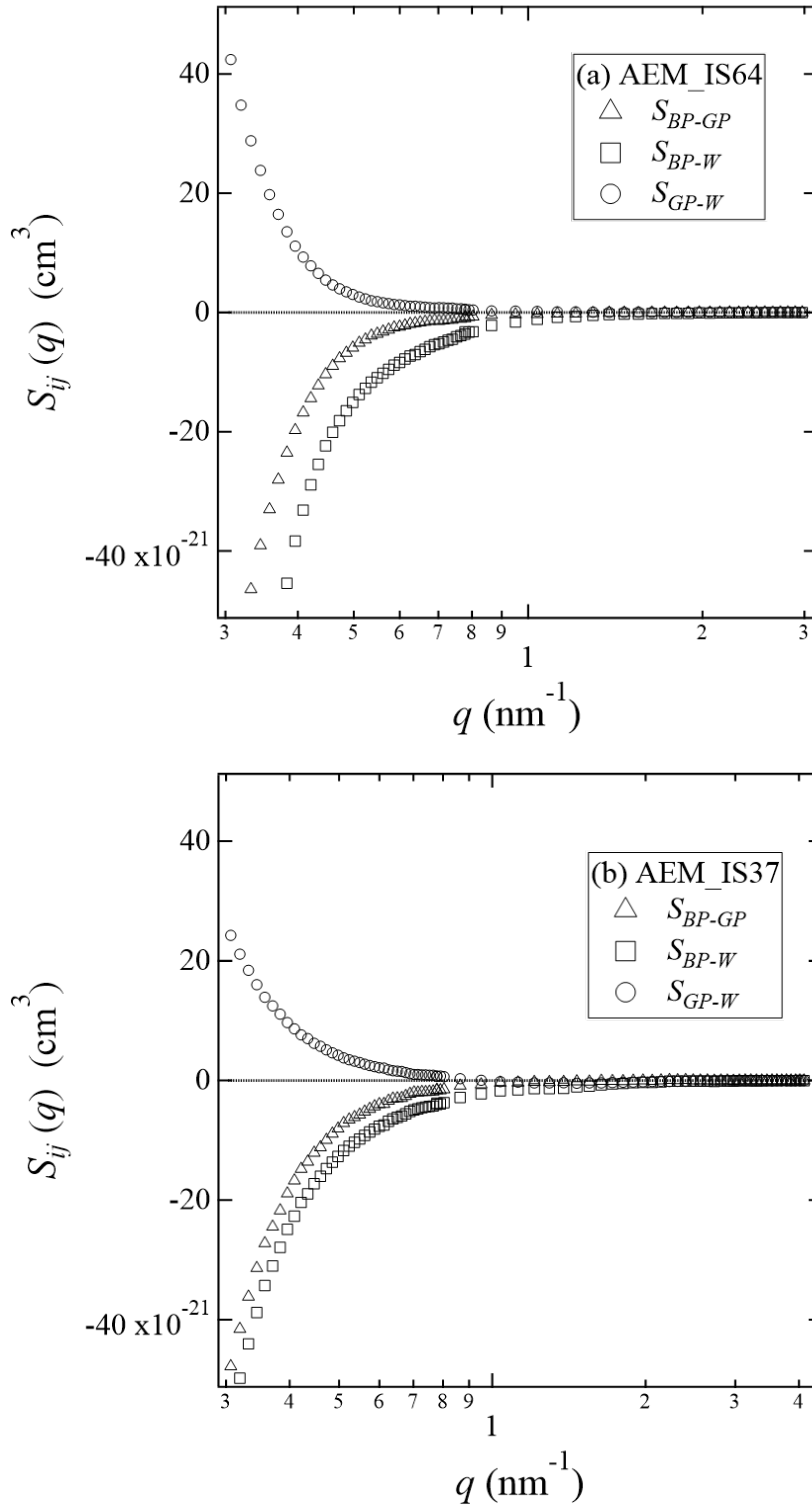 (a) AEM_IS64
S_BP-GP
S_BP-W
S_GP-W
40
20
0
-20
-40 x10^-21
S_ij (q) (cm^3)
3 4 5 6 7 8 9 1 2 3
q (nm^-1)
(b) AEM_IS37
S_BP-GP
S_BP-W
S_GP-W
40
20
0
-20
-40 x10^-21
S_ij (q) (cm^3)
3 4 5 6 7 8 9 1 2 3 4
q (nm^-1)